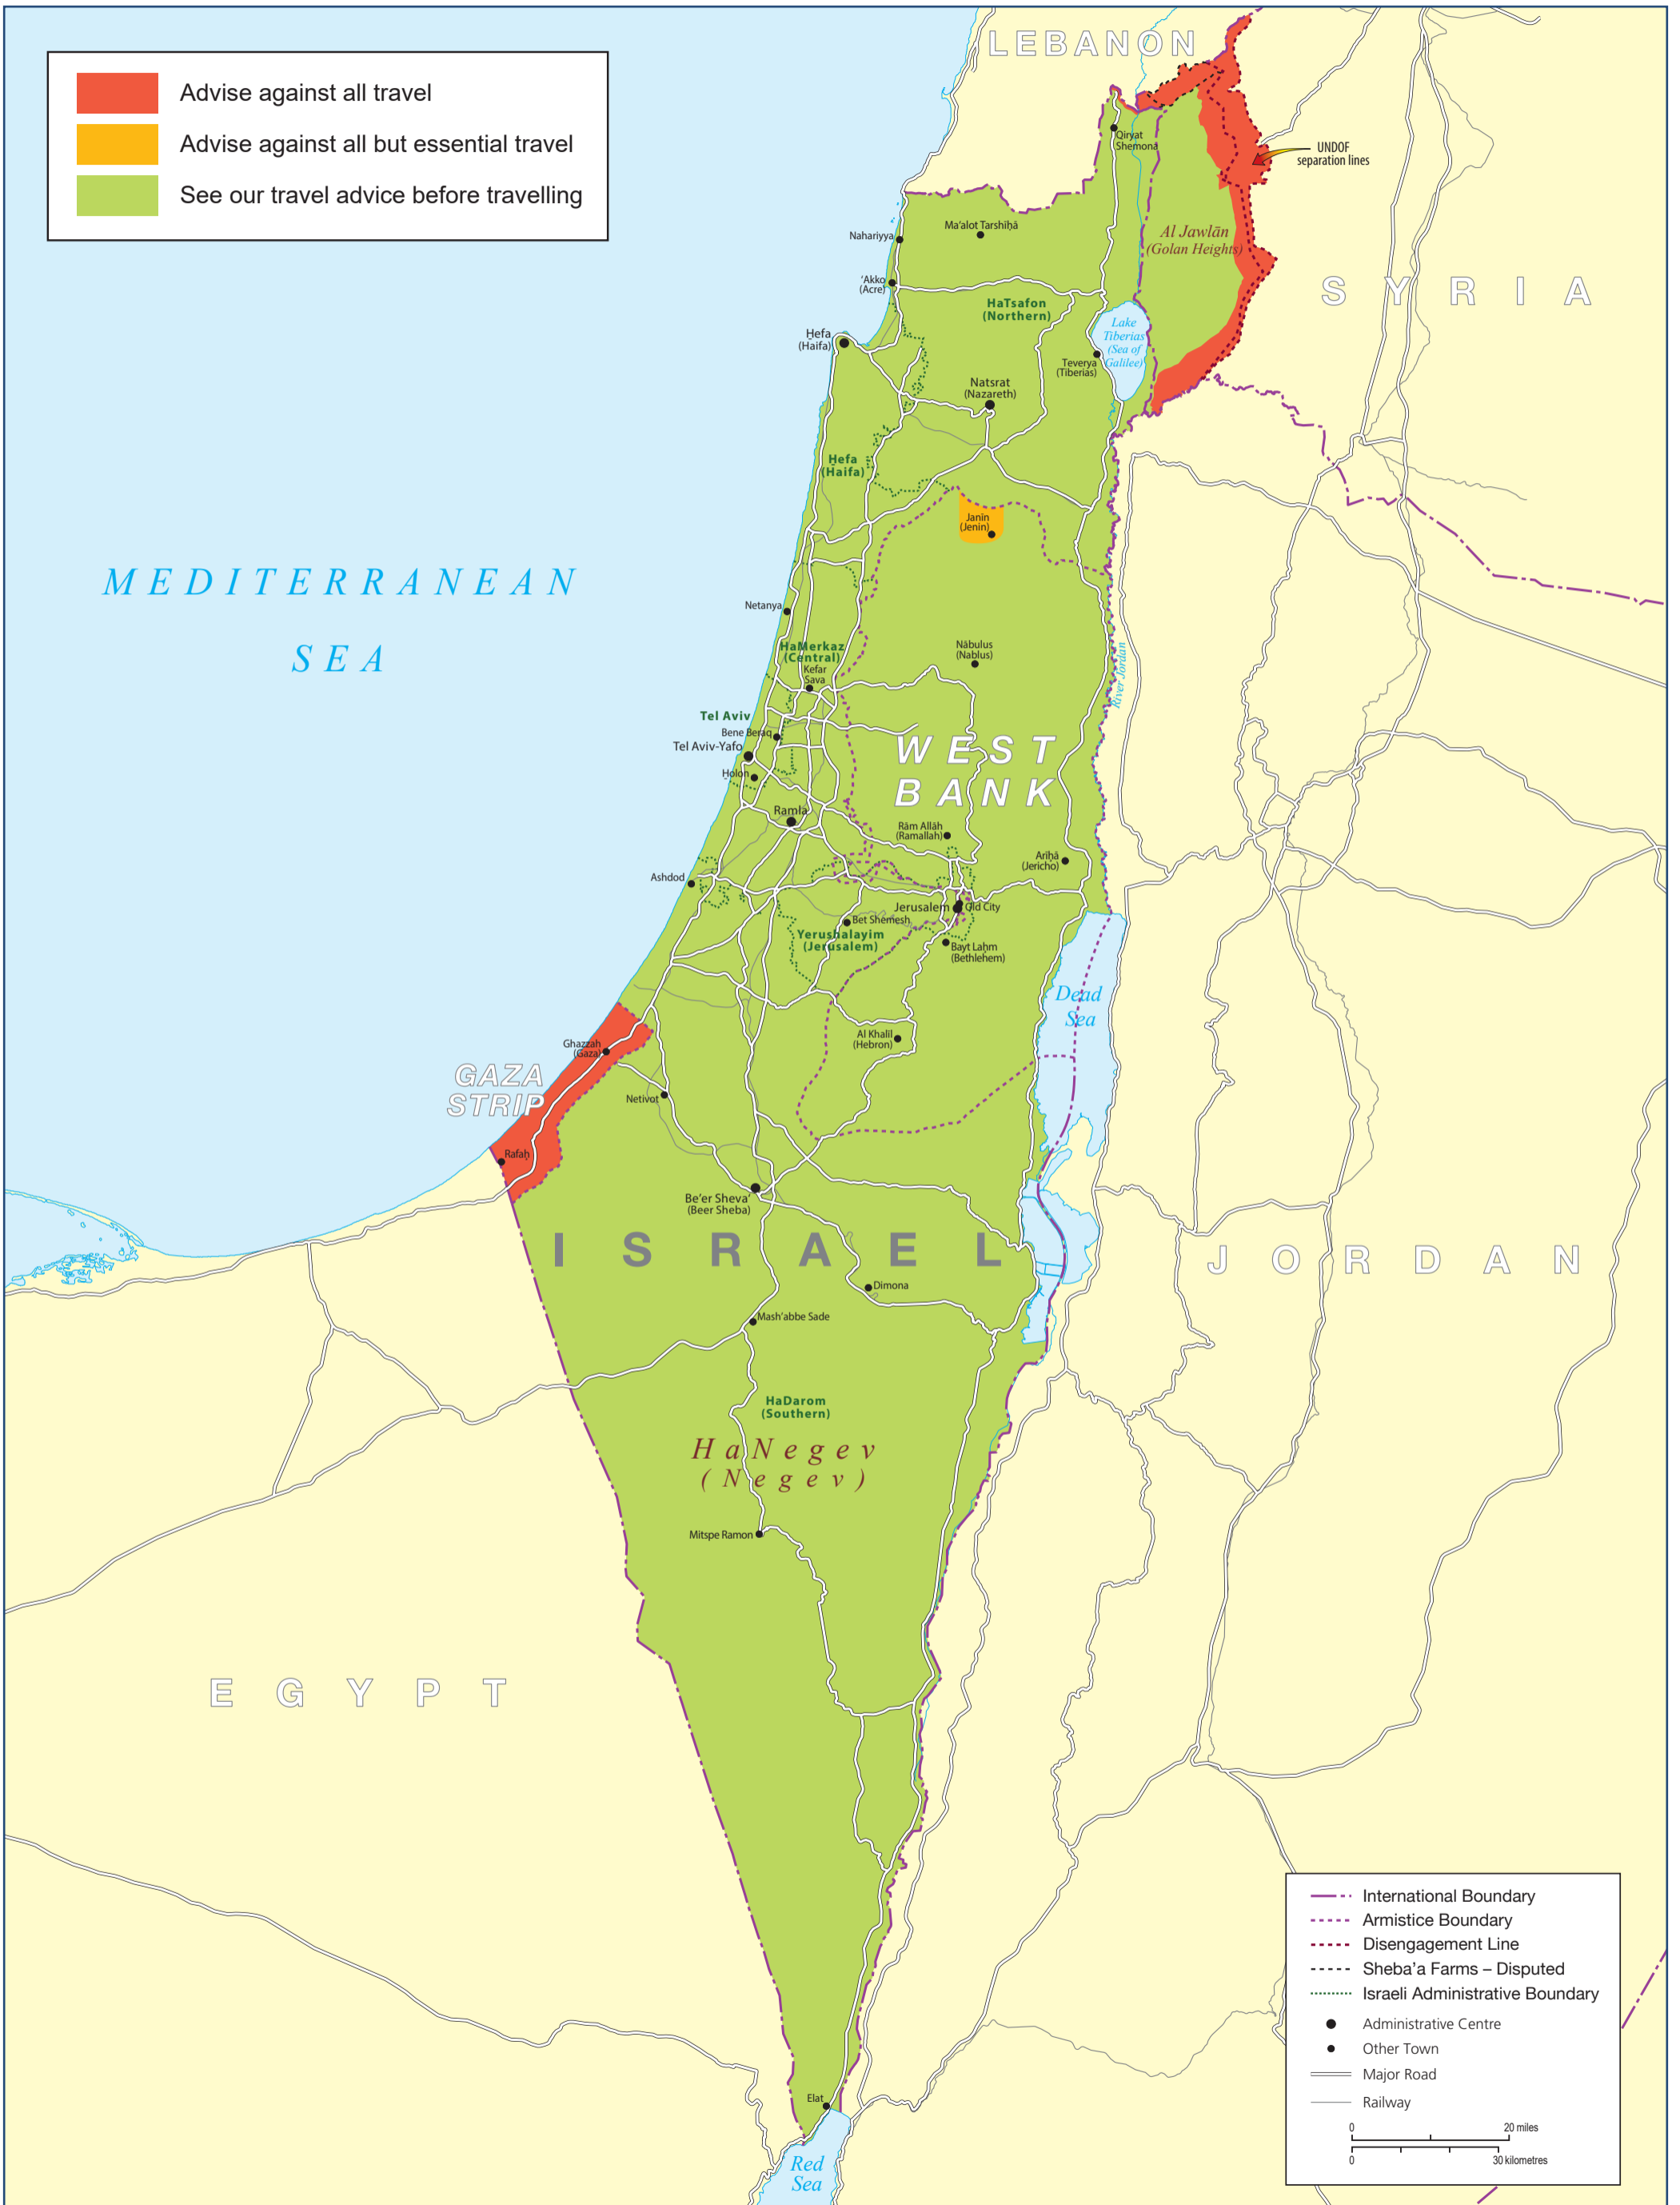 Advise against all travel
Advise against all but essential travel
See our travel advice before travelling
LEBANON
Qiryat
Shemona
UNDOF
separation lines
Ma'alot Tarshīḥā
Nahariyya
Al Jawlān
(Golan Heights)
'Akko
(Acre)
SYRIA
HaTsafon
(Northern)
Lake
Tiberias
(Sea of
Galilee)
Ḥefa
(Haifa)
Teverya
(Tiberias)
Natsrat
(Nazareth)
Ḥefa
(Haifa)
Janin
(Jenin)
MEDITERRANEAN
SEA
Netanya
HaMerkaz
(Central)
Kefar
Sava
Nābulus
(Nablus)
River Jordan
Tel Aviv
Bene Beraq
Tel Aviv-Yafo
Ḥolon
WEST
BANK
Ramla
Rām Allāh
(Ramallah)
Arīḥā
(Jericho)
Ashdod
Jerusalem
Old City
Bet Shemesh
Yerushalayim
(Jerusalem)
Bayt Laḥm
(Bethlehem)
Dead
Sea
Al Khalīl
(Hebron)
Ghazzah
(Gaza)
GAZA
STRIP
Netivot
Rafaḥ
Be'er Sheva'
(Beer Sheba)
ISRAEL
JORDAN
Dimona
Mash'abbe Sade
HaDarom
(Southern)
HaNegev
(Negev)
Mitspe Ramon
EGYPT
Elat
Red
Sea
International Boundary
Armistice Boundary
Disengagement Line
Sheba'a Farms – Disputed
Israeli Administrative Boundary
Administrative Centre
Other Town
Major Road
Railway
0 20 miles
0 30 kilometres